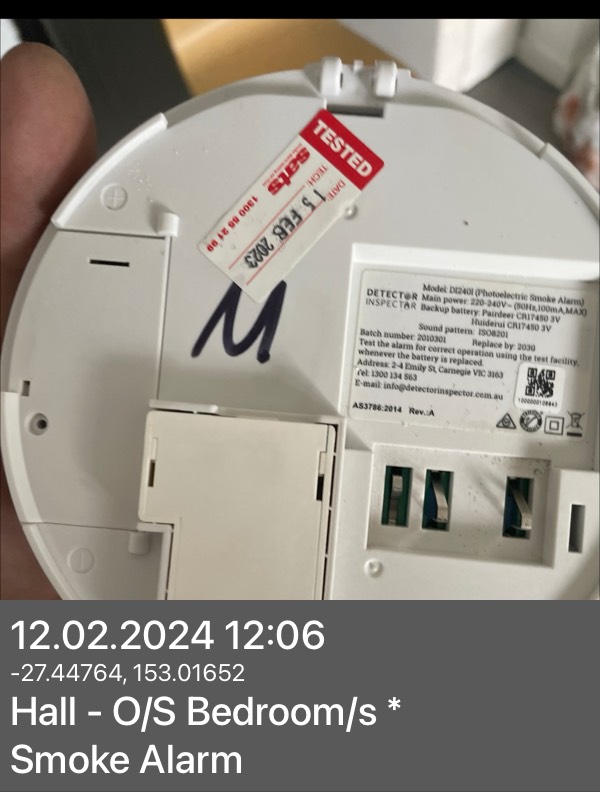 TESTED
TECH:
sats
1300 55 21 99
DATE:
15 FEB 2023
M
DETECTOR
INSPECTOR
Model: DI240i (Photoelectric Smoke Alarm)
Main power: 220-240V~ (50Hz,100mA,MAX)
Backup battery: Pairdeer CR17450 3V
Huiderui CR17450 3V
Sound pattern: ISO8201
Batch number: 2010301 Replace by: 2030
Test the alarm for correct operation using the test facility,
whenever the battery is replaced.
Address: 2-4 Emily St, Carnegie VIC 3163
Tel: 1300 134 563
E-mail: info@detectorinspector.com.au
AS3786:2014 Rev.:A
12.02.2024 12:06
-27.44764, 153.01652
Hall - O/S Bedroom/s *
Smoke Alarm